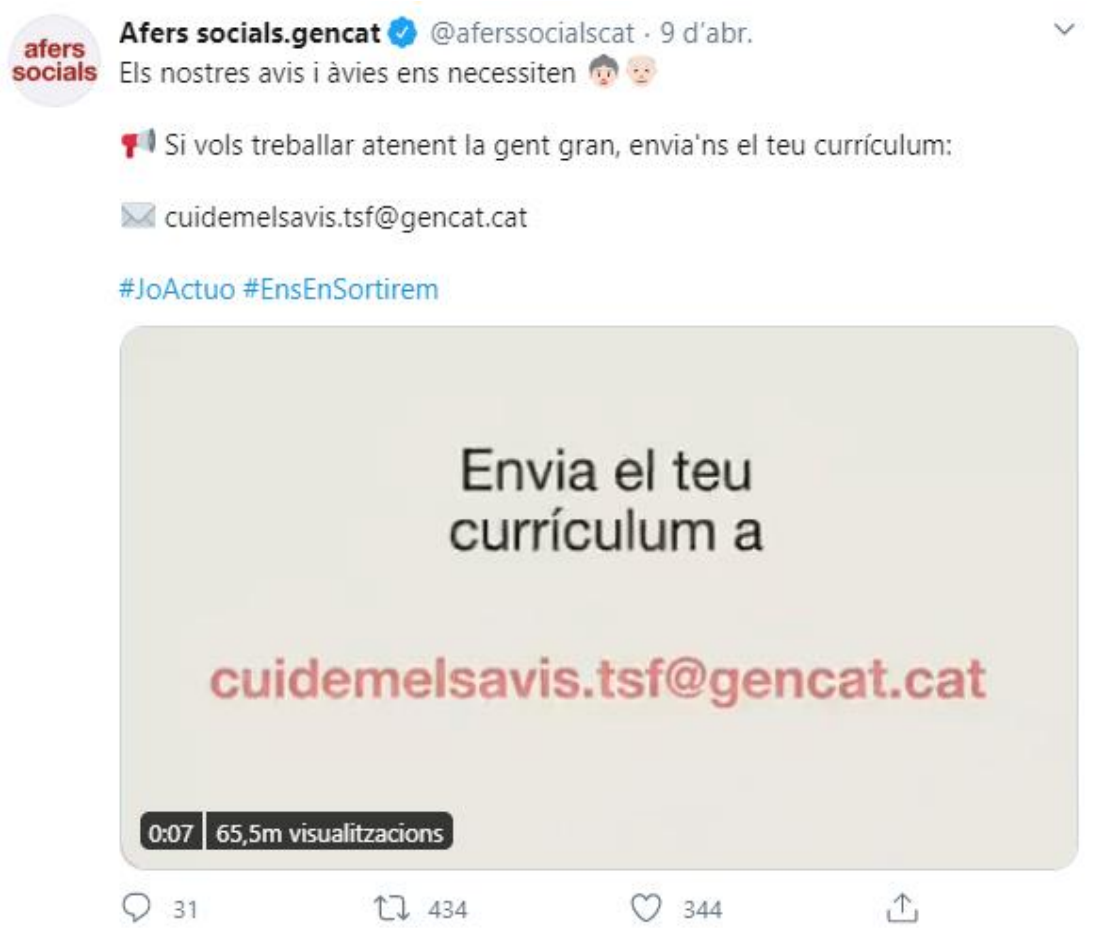 afers
socials
Afers socials.gencat @aferssocialscat · 9 d'abr.
Els nostres avis i àvies ens necessiten
Si vols treballar atenent la gent gran, envia'ns el teu currículum:
cuidemelsavis.tsf@gencat.cat
#JoActuo #EnsEnSortirem
Envia el teu
currículum a
cuidemelsavis.tsf@gencat.cat
0:07 65,5m visualitzacions
31 434 344